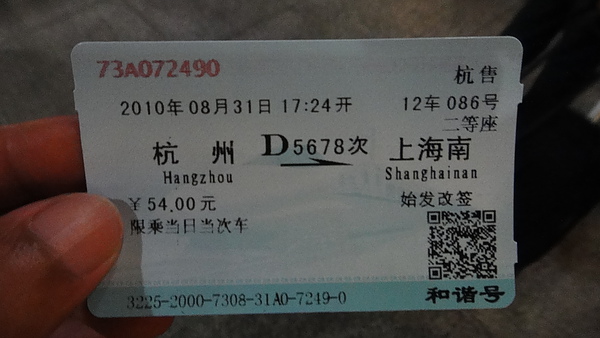 73A072490
杭售
2010年08月31日 17:24开 12车 086号
二等座
杭 州 D5678次 上海南
Hangzhou Shanghainan
￥54.00元 始发改签
限乘当日当次车
3225-2000-7308-31A0-7249-0 和谐号